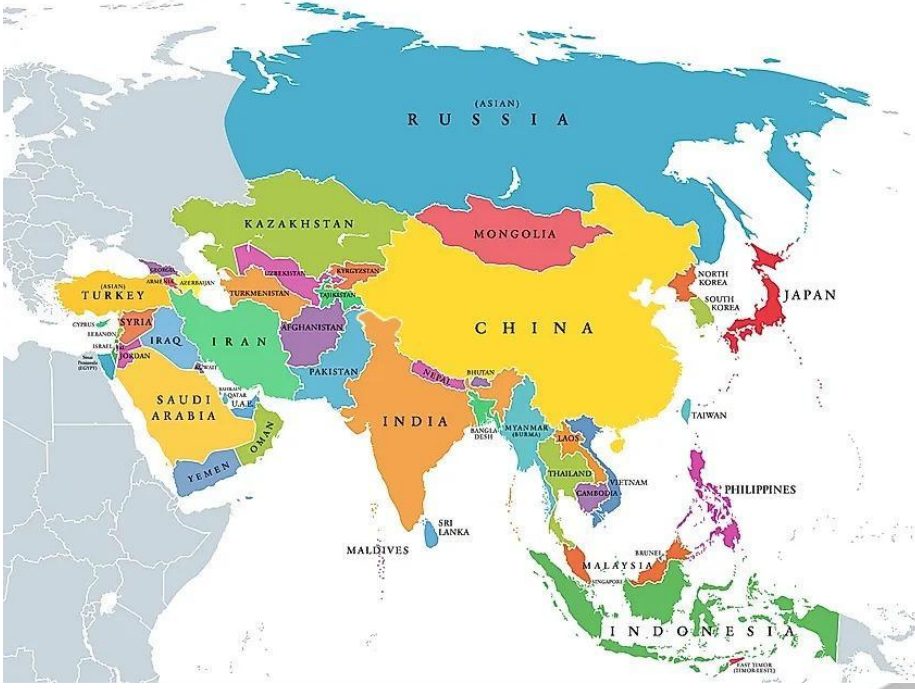 (ASIAN)
RUSSIA
KAZAKHSTAN
MONGOLIA
GEORGIA
UZBEKISTAN
KYRGYZSTAN
ARMENIA
AZERBAIJAN
(ASIAN)
TURKEY
TURKMENISTAN
TAJIKISTAN
NORTH
KOREA
SOUTH
KOREA
JAPAN
CYPRUS
SYRIA
LEBANON
ISRAEL
IRAQ
IRAN
AFGHANISTAN
CHINA
JORDAN
Sinai
Peninsula
(EGYPT)
KUWAIT
PAKISTAN
NEPAL
BHUTAN
BAHRAIN
QATAR
U.A.E.
SAUDI
ARABIA
OMAN
INDIA
BANGLA
DESH
MYANMAR
(BURMA)
LAOS
TAIWAN
YEMEN
THAILAND
VIETNAM
CAMBODIA
PHILIPPINES
SRI
LANKA
MALDIVES
BRUNEI
MALAYSIA
SINGAPORE
INDONESIA
EAST TIMOR
(TIMOR-LESTE)